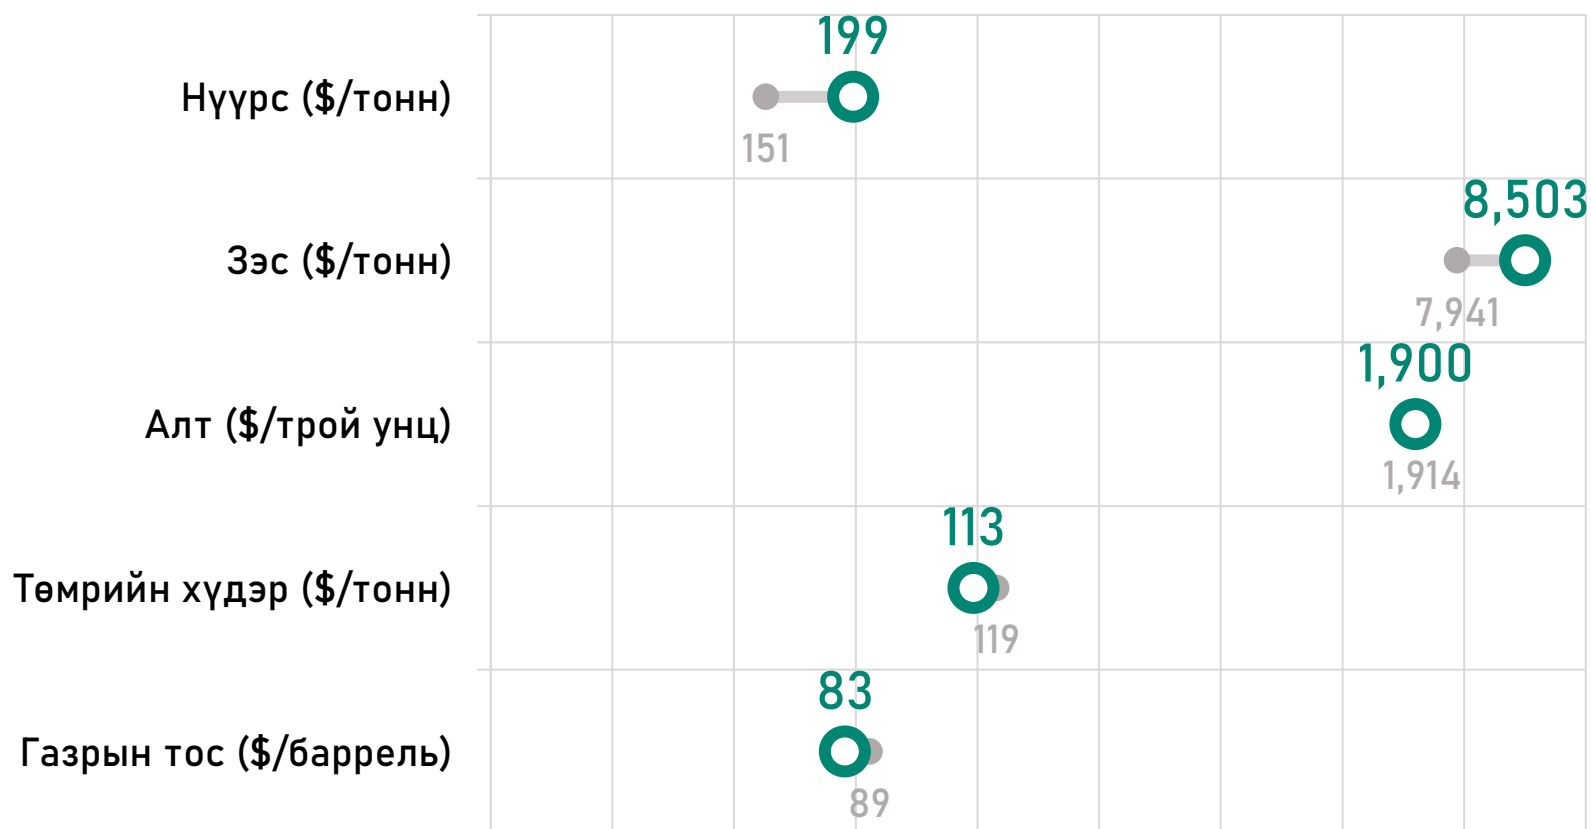 199
Нүүрс ($/тонн)
151
8,503
Зэс ($/тонн)
7,941
1,900
Алт ($/трой унц)
1,914
113
Төмрийн хүдэр ($/тонн)
119
83
Газрын тос ($/баррель)
89